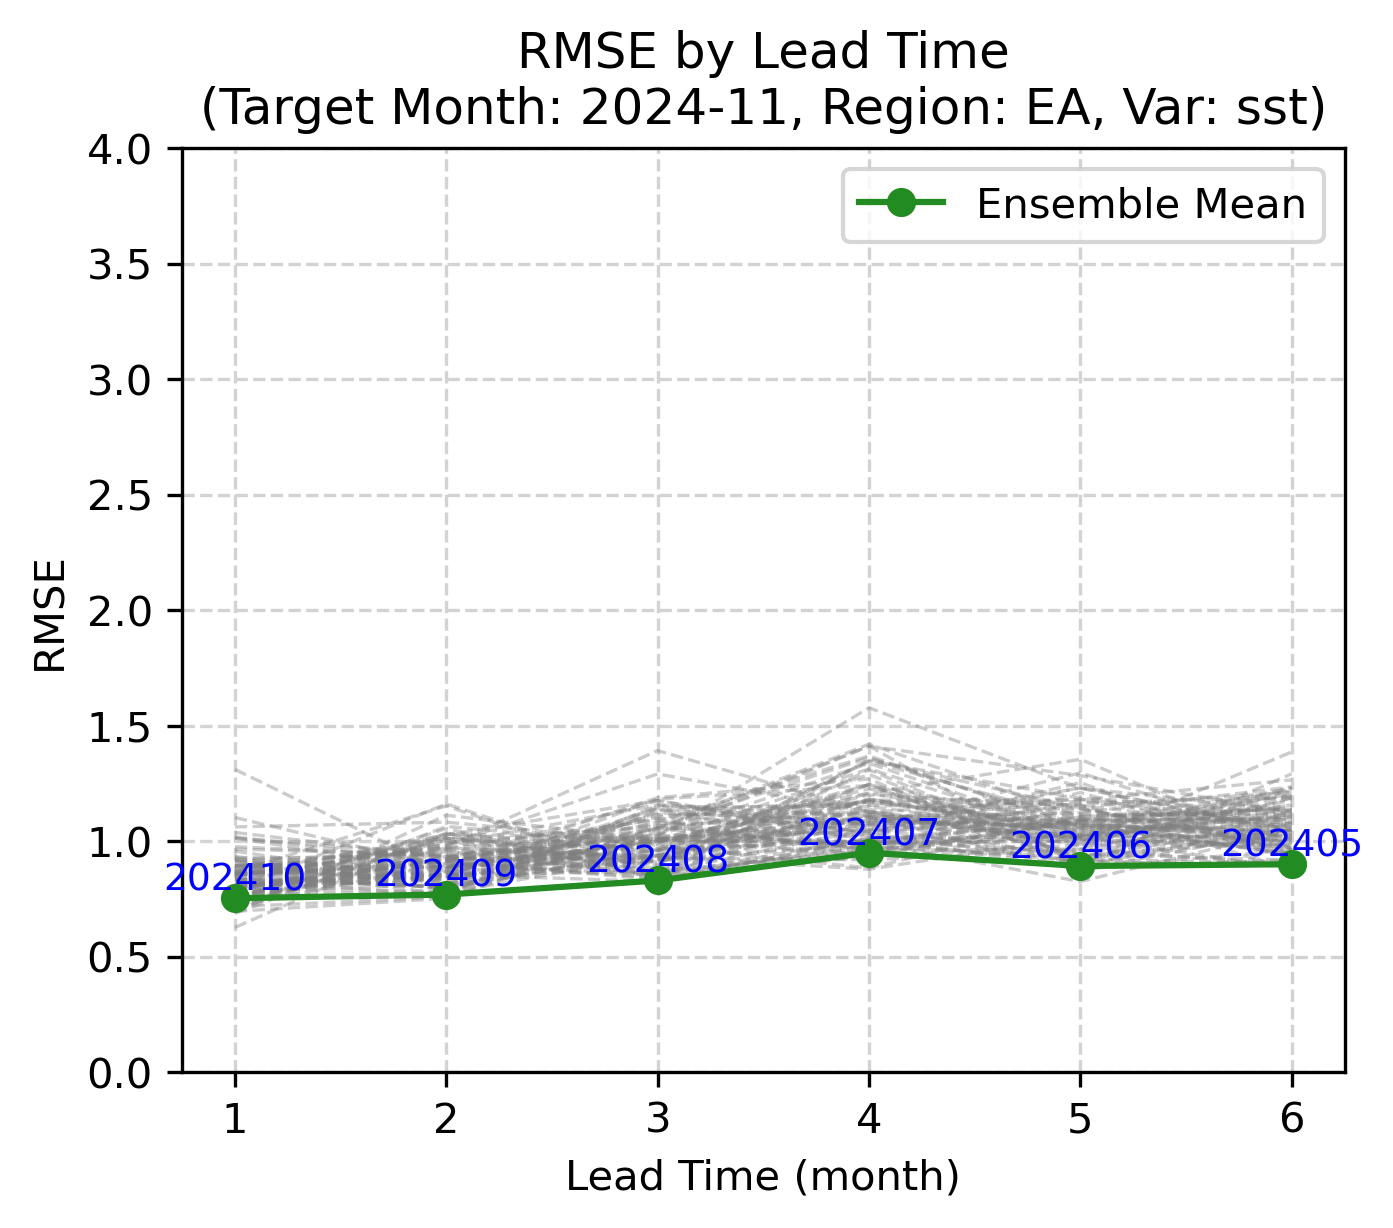 RMSE by Lead Time
(Target Month: 2024-11, Region: EA, Var: sst)
4.0
3.5
3.0
2.5
2.0
1.5
1.0
0.5
0.0
RMSE
Ensemble Mean
202410
202409
202408
202407
202406
202405
1 2 3 4 5 6
Lead Time (month)